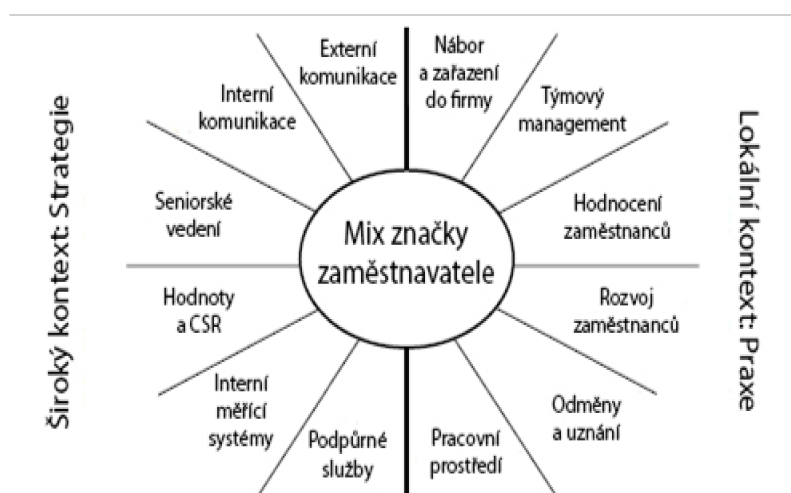 Široký kontext: Strategie
Externí
komunikace
Interní
komunikace
Seniorské
vedení
Hodnoty
a CSR
Interní
měřící
systémy
Podpůrné
služby
Mix značky
zaměstnavatele
Nábor
a zařazení
do firmy
Týmový
management
Hodnocení
zaměstnanců
Rozvoj
zaměstnanců
Odměny
a uznání
Pracovní
prostředí
Lokální kontext: Praxe